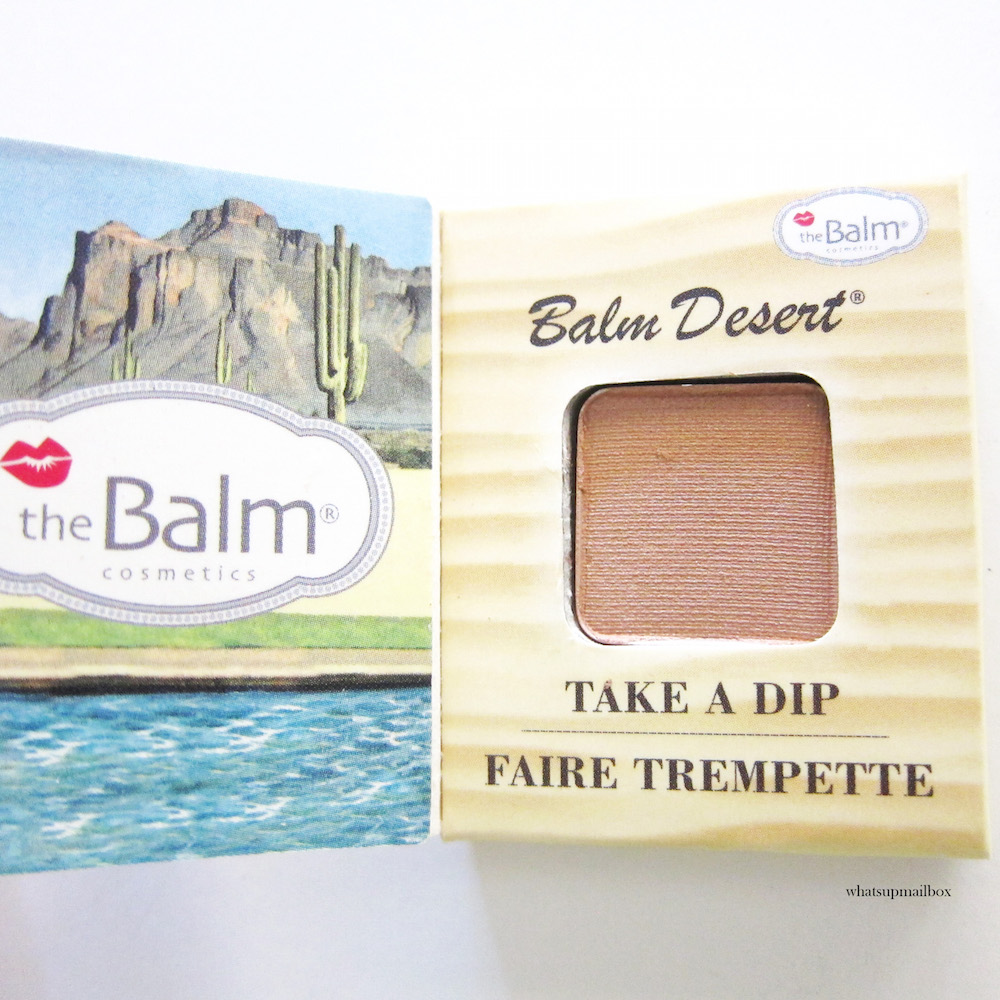 the Balm®
cosmetics
the Balm®
cosmetics
Balm Desert®
TAKE A DIP
FAIRE TREMPETTE
whatsupmailbox